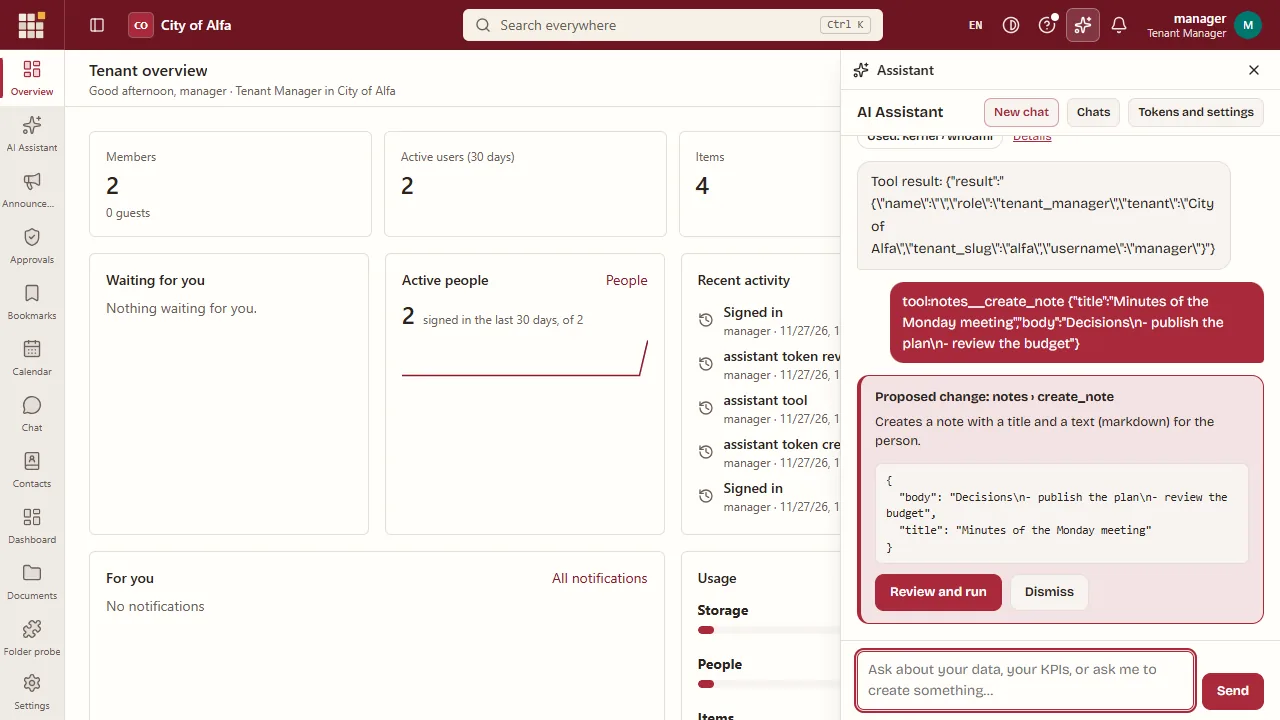 CO
City of Alfa
Search everywhere
Ctrl K
EN
manager
Tenant Manager
M
Overview
AI Assistant
Announce...
Approvals
Bookmarks
Calendar
Chat
Contacts
Dashboard
Documents
Folder probe
Settings
Tenant overview
Good afternoon, manager · Tenant Manager in City of Alfa
Members
2
0 guests
Active users (30 days)
2
Items
4
Waiting for you
Nothing waiting for you.
Active people
People
2 signed in the last 30 days, of 2
Recent activity
Signed in
manager · 11/27/26, 1
assistant token rev
manager · 11/27/26, 1
assistant tool
manager · 11/27/26, 1
assistant token cre
manager · 11/27/26, 1
Signed in
manager · 11/27/26, 1
For you
All notifications
No notifications
Usage
Storage
People
Items
Assistant
AI Assistant
New chat
Chats
Tokens and settings
Used: kernel › whoami
Details
Tool result: {"result":"
{\"name\":\"\",\"role\":\"tenant_manager\",\"tenant\":\"City
of
Alfa\",\"tenant_slug\":\"alfa\",\"username\":\"manager\"}"}
tool:notes__create_note {"title":"Minutes of the
Monday meeting","body":"Decisions\n- publish the
plan\n- review the budget"}
Proposed change: notes › create_note
Creates a note with a title and a text (markdown) for the
person.
{
"body": "Decisions\n- publish the plan\n- review the
budget",
"title": "Minutes of the Monday meeting"
}
Review and run
Dismiss
Ask about your data, your KPIs, or ask me to
create something...
Send